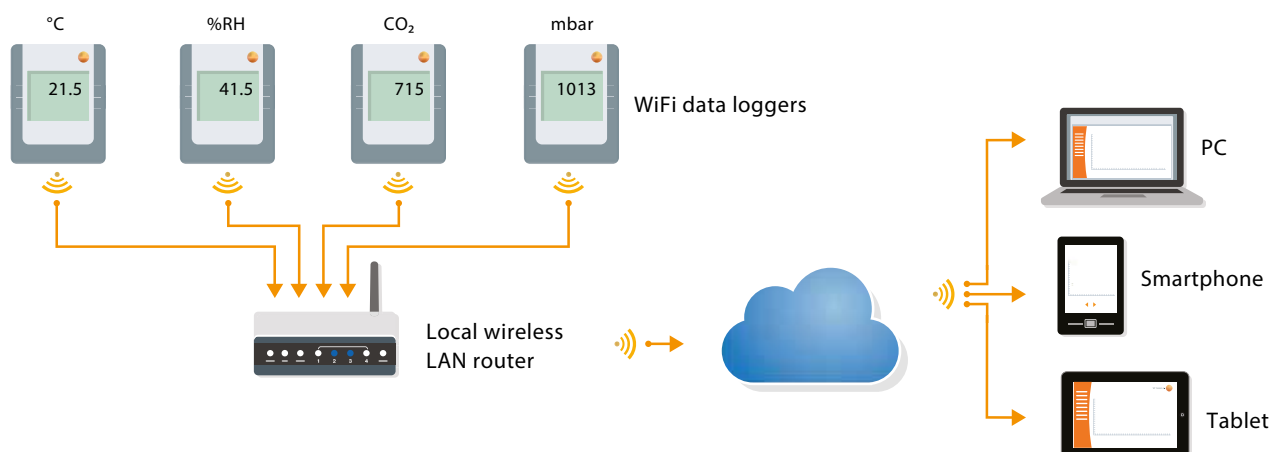 °C
%RH
CO₂
mbar
21.5
41.5
715
1013
WiFi data loggers
PC
Smartphone
Local wireless
LAN router
1 2 3 4
Tablet